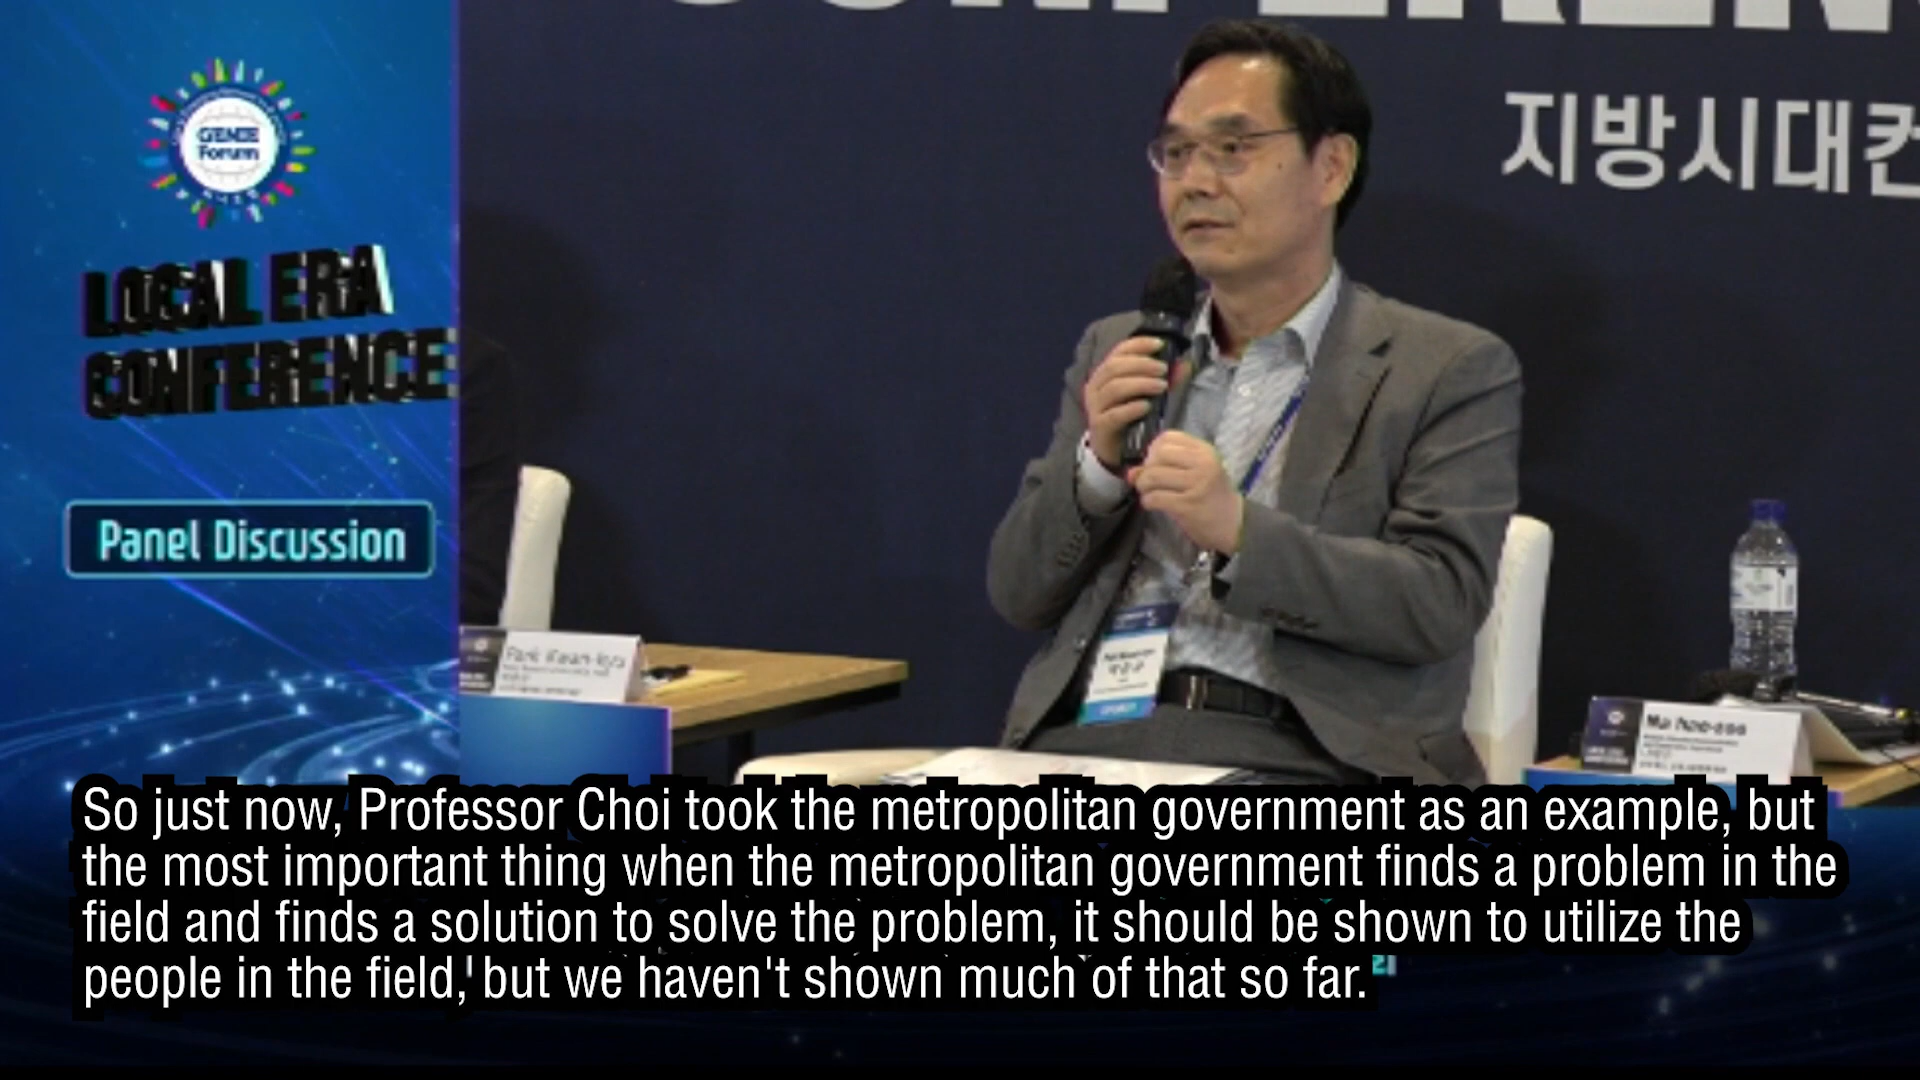 CONFEREN
지방시대컨
GENIE
Forum
LOCAL ERA
CONFERENCE
Panel Discussion
So just now, Professor Choi took the metropolitan government as an example, but
the most important thing when the metropolitan government finds a problem in the
field and finds a solution to solve the problem, it should be shown to utilize the
people in the field, but we haven't shown much of that so far.